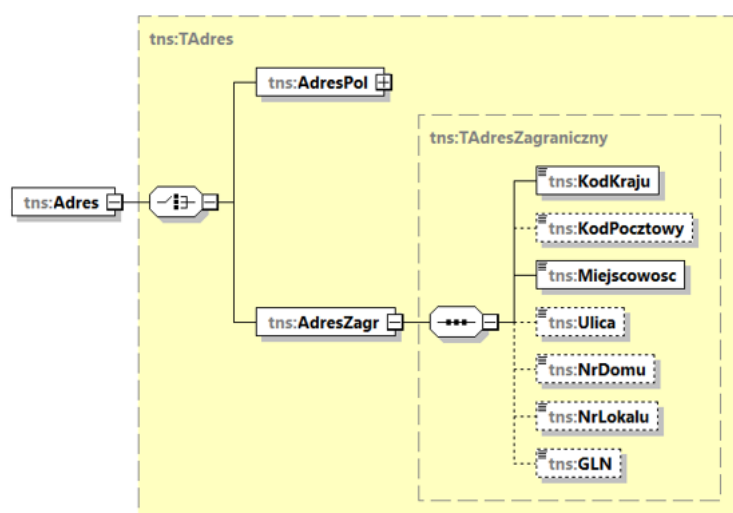 tns:TAdres
tns:AdresPol
tns:TAdresZagraniczny
tns:KodKraju
tns:Adres
tns:KodPocztowy
tns:Miejscowosc
tns:AdresZagr
tns:Ulica
tns:NrDomu
tns:NrLokalu
tns:GLN